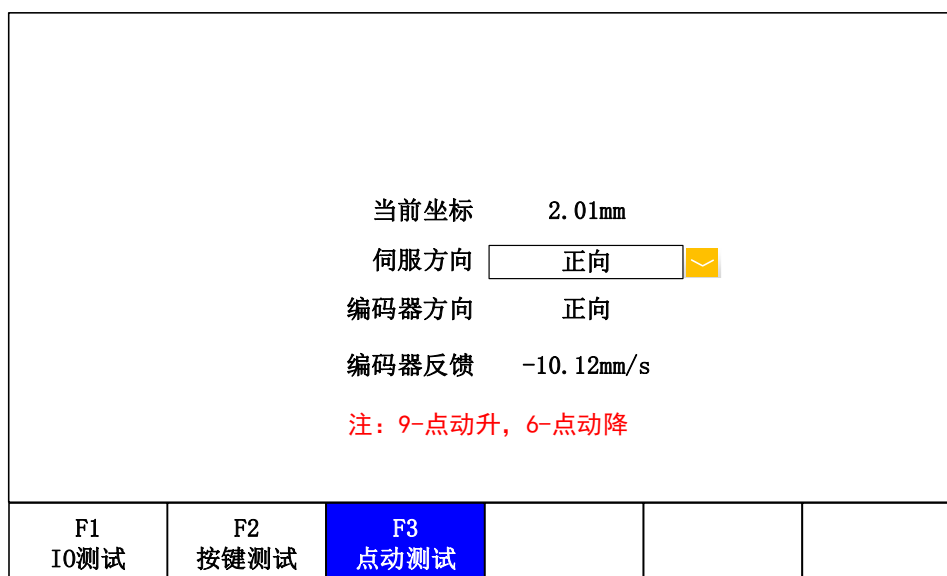 当前坐标 2.01mm
伺服方向 正向
编码器方向 正向
编码器反馈 -10.12mm/s
注：9-点动升，6-点动降
F1 F2 F3
IO测试 按键测试 点动测试